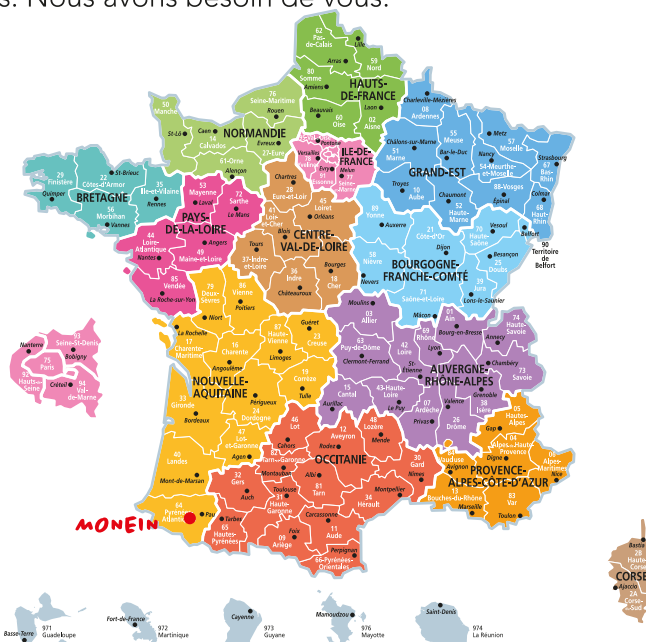 s. Nous avons besoin de vous.
62
Pas-
de-Calais
Lille
Arras
59
Nord
80
Somme
Amiens
HAUTS-
DE-FRANCE
Beauvais
Laon
60
Oise
02
Aisne
76
Seine-Maritime
Rouen
50
Manche
St-Lô
Caen
14
Calvados
NORMANDIE
Evreux
27-Eure
61-Orne
Alençon
Charleville-Mézières
08
Ardennes
Châlons-sur-Marne
51
Marne
55
Meuse
Bar-le-Duc
Metz
57
Moselle
Nancy
54-Meurthe-
et-Moselle
Strasbourg
67
Bas-
Rhin
GRAND-EST
Troyes
10
Aube
Chaumont
52
Haute-
Marne
88-Vosges
Épinal
Colmar
68
Haut-
Rhin
Pontoise
Versailles
ILE-DE-
FRANCE
Evry
Melun
91
Essonne
77
Seine-
Marne
29
Finistère
Quimper
22
Côtes-d'Armor
St-Brieuc
BRETAGNE
35
Ille-et-Vilaine
Rennes
56
Morbihan
Vannes
53
Mayenne
Laval
72
Sarthe
Le Mans
PAYS-
DE-LA-LOIRE
44
Loire-
Atlantique
Nantes
Angers
49
Maine-et-Loire
85
Vendée
La Roche-sur-Yon
Chartres
28
Eure-et-Loir
45
Loiret
Orléans
41
Loir-
et-Cher
Blois
CENTRE-
VAL-DE-LOIRE
Tours
37-Indre-
et-Loire
Bourges
18
Cher
36
Indre
Châteauroux
89
Yonne
Auxerre
21
Côte-d'Or
Dijon
70
Haute-
Saône
Vesoul
Belfort
90
Territoire
de
Belfort
Besançon
25
Doubs
58
Nièvre
Nevers
BOURGOGNE-
FRANCHE-COMTÉ
39
Jura
Lons-le-Saunier
71
Saône-et-Loire
Mâcon
79
Deux-
Sèvres
86
Vienne
Poitiers
Niort
La Rochelle
17
Charente-
Maritime
16
Charente
Angoulême
87
Haute-
Vienne
Limoges
Guéret
23
Creuse
19
Corrèze
Tulle
NOUVELLE-
AQUITAINE
Périgueux
24
Dordogne
33
Gironde
Bordeaux
47
Lot-
et-Garonne
Agen
40
Landes
Mont-de-Marsan
64
Pyrénées-
Atlantiques
Pau
MONEIN
Moulins
03
Allier
63
Puy-de-Dôme
Clermont-Ferrand
42
Loire
St-
Étienne
69
Rhône
Lyon
01
Ain
Bourg-en-Bresse
74
Haute-
Savoie
Annecy
Chambéry
73
Savoie
AUVERGNE-
RHÔNE-ALPES
15
Cantal
Aurillac
43-Haute-
Loire
Le Puy
07
Ardèche
Privas
Valence
26
Drôme
38
Isère
Grenoble
46
Lot
Cahors
12
Aveyron
Rodez
48
Lozère
Mende
30
Gard
Nîmes
OCCITANIE
82
Tarn-et-Garonne
Montauban
Albi
81
Tarn
32
Gers
Auch
Toulouse
31
Haute-
Garonne
34
Hérault
Montpellier
Carcassonne
11
Aude
Tarbes
65
Hautes-
Pyrénées
Foix
09
Ariège
Perpignan
66-Pyrénées-
Orientales
05
Hautes-
Alpes
Gap
04
Alpes-Haute
Provence
Digne
84
Vaucluse
Avignon
PROVENCE-
ALPES-CÔTE-D'AZUR
Alpes-
Maritimes
Nice
13
Bouches-du-Rhône
Marseille
83
Var
Toulon
Nanterre
93
Seine-St-Denis
Bobigny
75
Paris
92
Hauts-
de-Seine
Créteil
94
Val-
de-Marne
Bastia
2B
Haute-
Corse
CORSE
Ajaccio
2A
Corse-
Sud
Basse-Terre
971
Guadeloupe
Fort-de-France
972
Martinique
Cayenne
973
Guyane
Mamoudzou
976
Mayotte
Saint-Denis
974
La Réunion